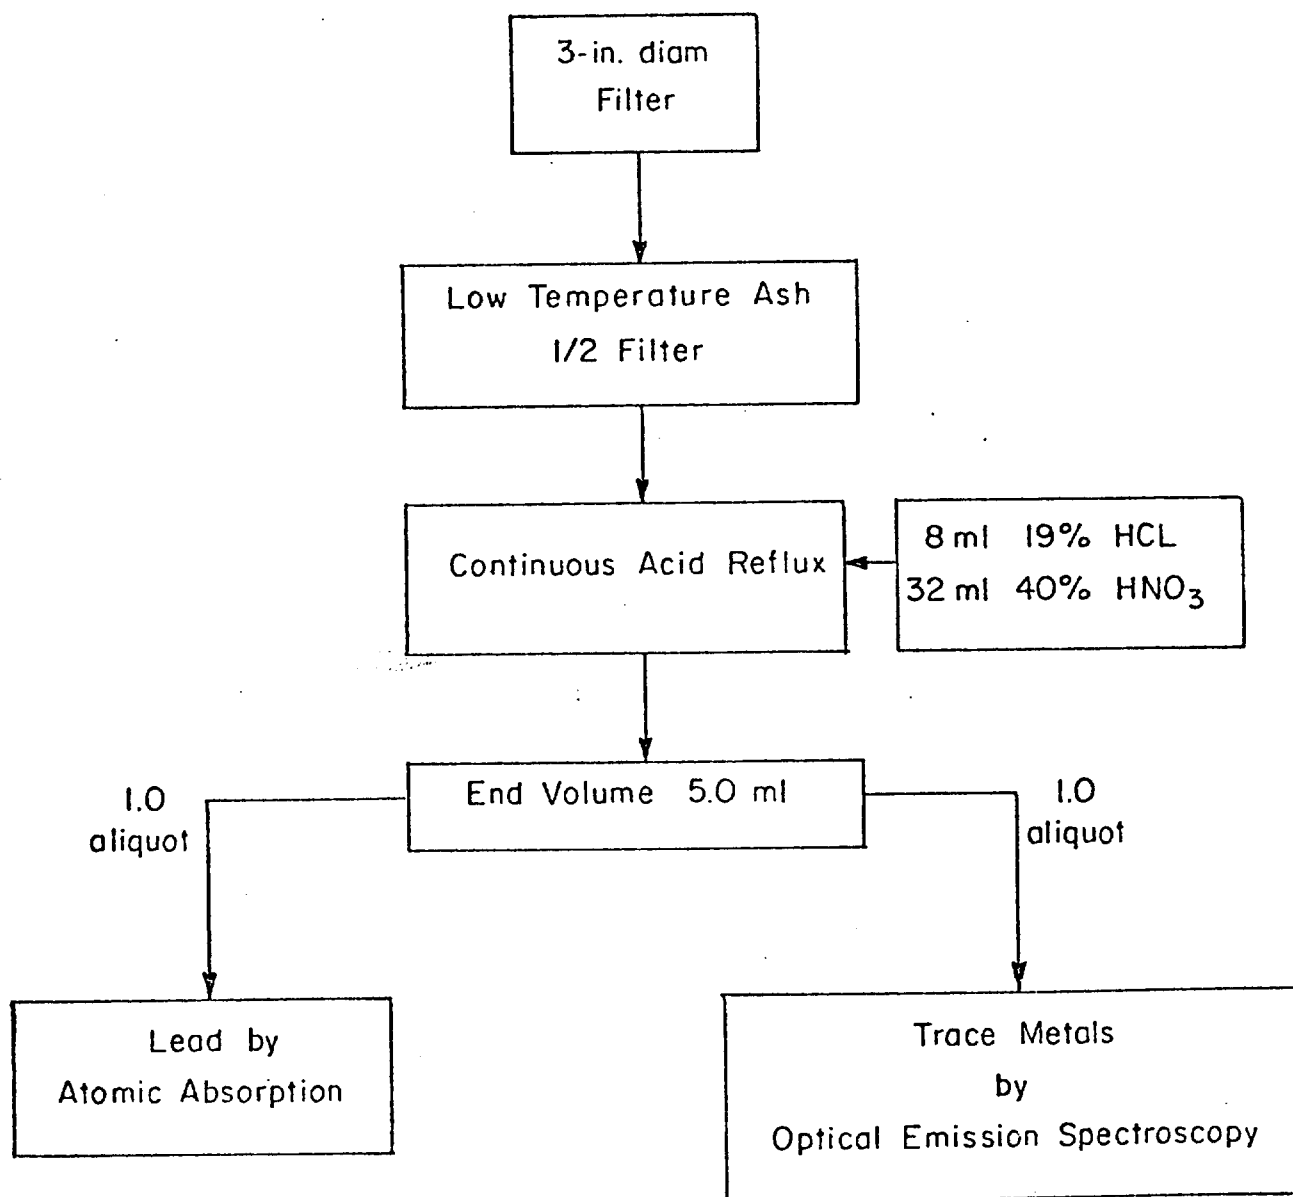 3-in. diam
Filter
Low Temperature Ash
1/2 Filter
Continuous Acid Reflux
8 ml 19% HCL
32 ml 40% HNO₃
End Volume 5.0 ml
1.0
aliquot
1.0
aliquot
Lead by
Atomic Absorption
Trace Metals
by
Optical Emission Spectroscopy